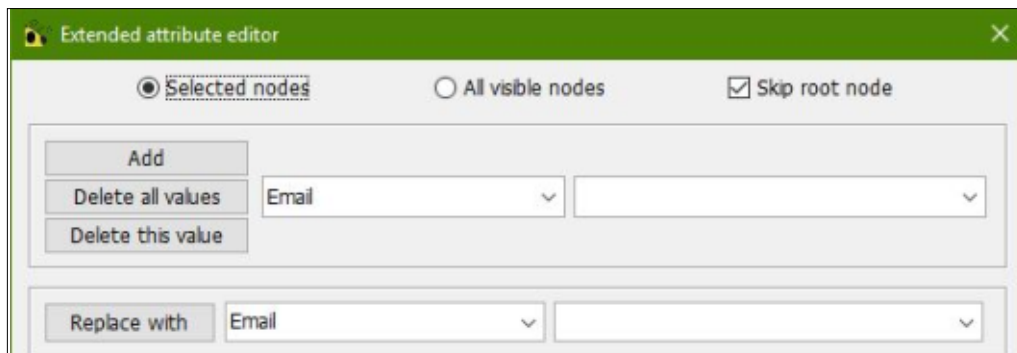 Extended attribute editor
Selected nodes All visible nodes Skip root node
Add
Delete all values Email
Delete this value
Replace with Email